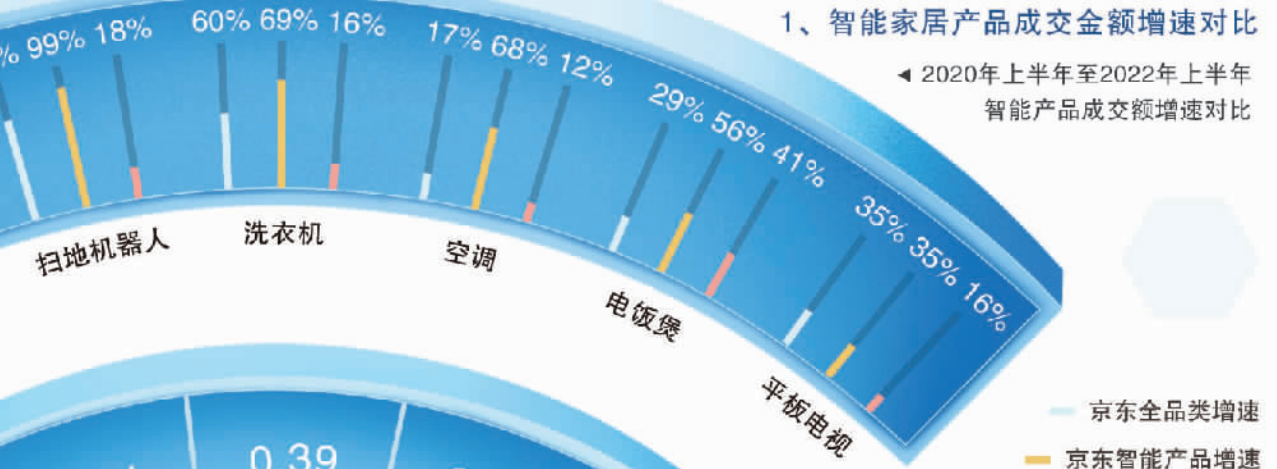 1、智能家居产品成交金额增速对比
◀ 2020年上半年至2022年上半年
智能产品成交额增速对比
% 99% 18%
60% 69% 16%
17% 68% 12%
29% 56% 41%
35% 35% 16%
扫地机器人
洗衣机
空调
电饭煲
平板电视
0.39
京东全品类增速
京东智能产品增速